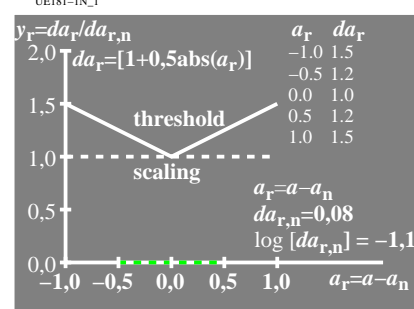 UE181–1N_1
y_r=da_r/da_r,n
a_r da_r
2,0 da_r=[1+0,5abs(a_r)]
−1.0 1.5
−0.5 1.2
0.0 1.0
0.5 1.2
1.0 1.5
1,5
threshold
1,0
scaling
a_r=a−a_n
0,5
da_r,n=0,08
log [da_r,n] = −1,1
0,0
−1,0 −0,5 0,0 0,5 1,0 a_r=a−a_n